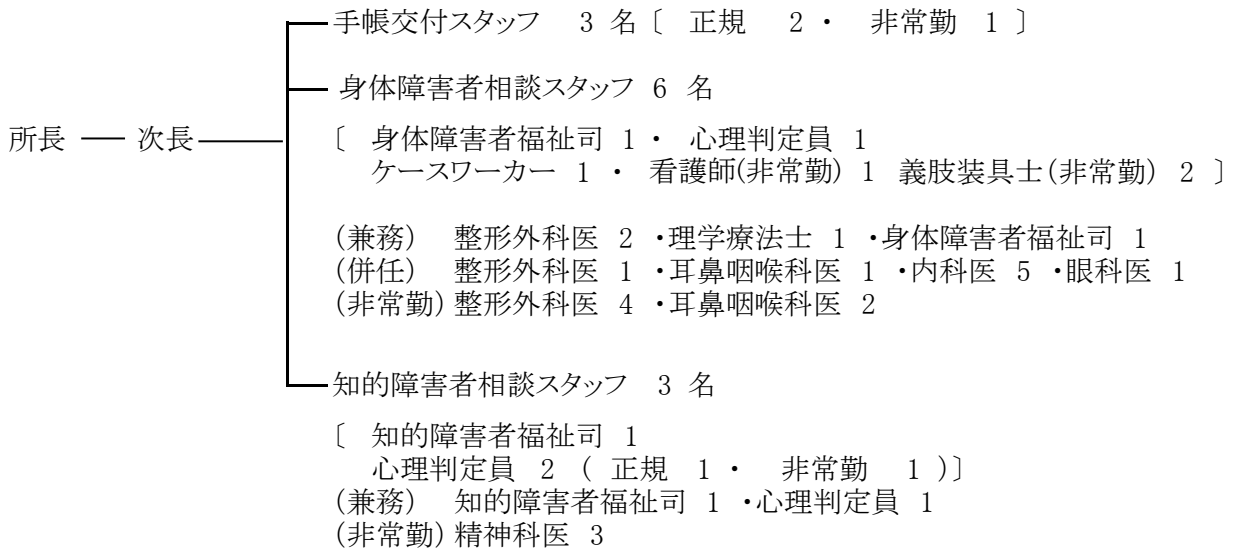 手帳交付スタッフ 3 名〔 正規 2 ・ 非常勤 1 〕
身体障害者相談スタッフ 6 名
所長 ── 次長
〔 身体障害者福祉司 1 ・ 心理判定員 1
ケースワーカー 1 ・ 看護師(非常勤) 1 義肢装具士(非常勤) 2 〕
(兼務) 整形外科医 2 ・理学療法士 1 ・身体障害者福祉司 1
(併任) 整形外科医 1 ・耳鼻咽喉科医 1 ・内科医 5 ・眼科医 1
(非常勤) 整形外科医 4 ・耳鼻咽喉科医 2
知的障害者相談スタッフ 3 名
〔 知的障害者福祉司 1
心理判定員 2 ( 正規 1 ・ 非常勤 1 )〕
(兼務) 知的障害者福祉司 1 ・心理判定員 1
(非常勤) 精神科医 3